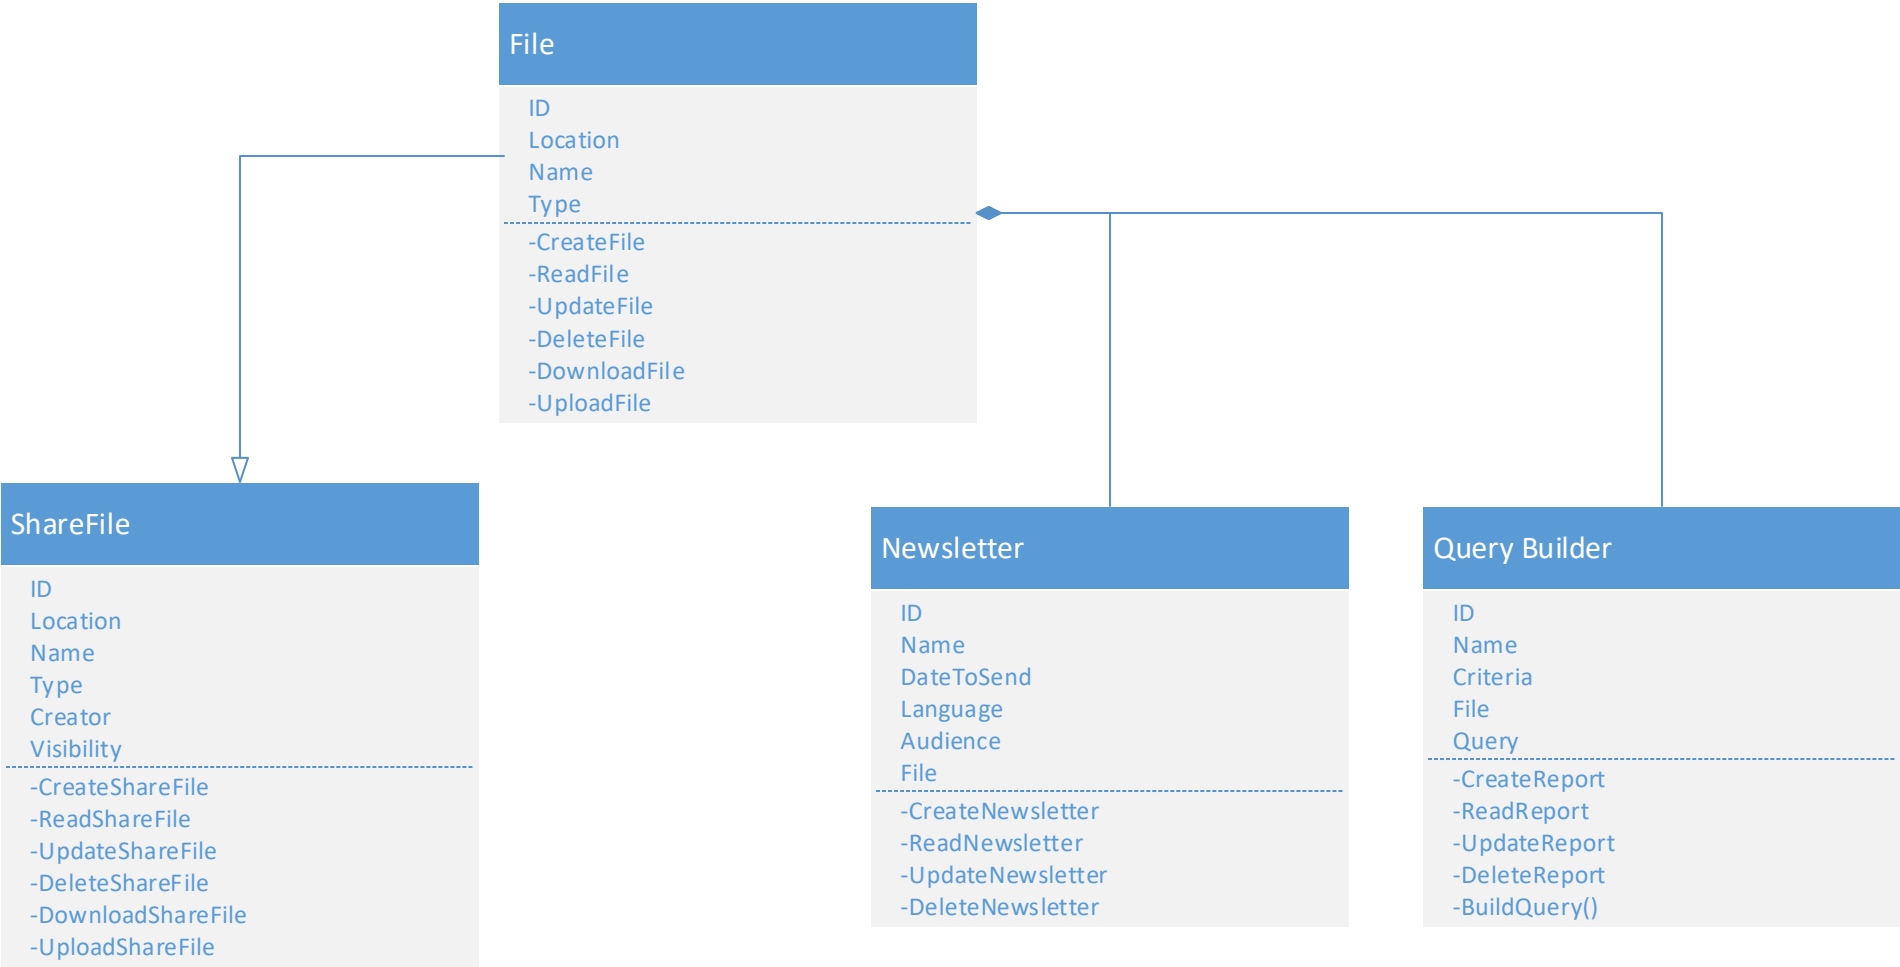 File
ID
Location
Name
Type
-CreateFile
-ReadFile
-UpdateFile
-DeleteFile
-DownloadFile
-UploadFile
ShareFile
ID
Location
Name
Type
Creator
Visibility
-CreateShareFile
-ReadShareFile
-UpdateShareFile
-DeleteShareFile
-DownloadShareFile
-UploadShareFile
Newsletter
ID
Name
DateToSend
Language
Audience
File
-CreateNewsletter
-ReadNewsletter
-UpdateNewsletter
-DeleteNewsletter
Query Builder
ID
Name
Criteria
File
Query
-CreateReport
-ReadReport
-UpdateReport
-DeleteReport
-BuildQuery()